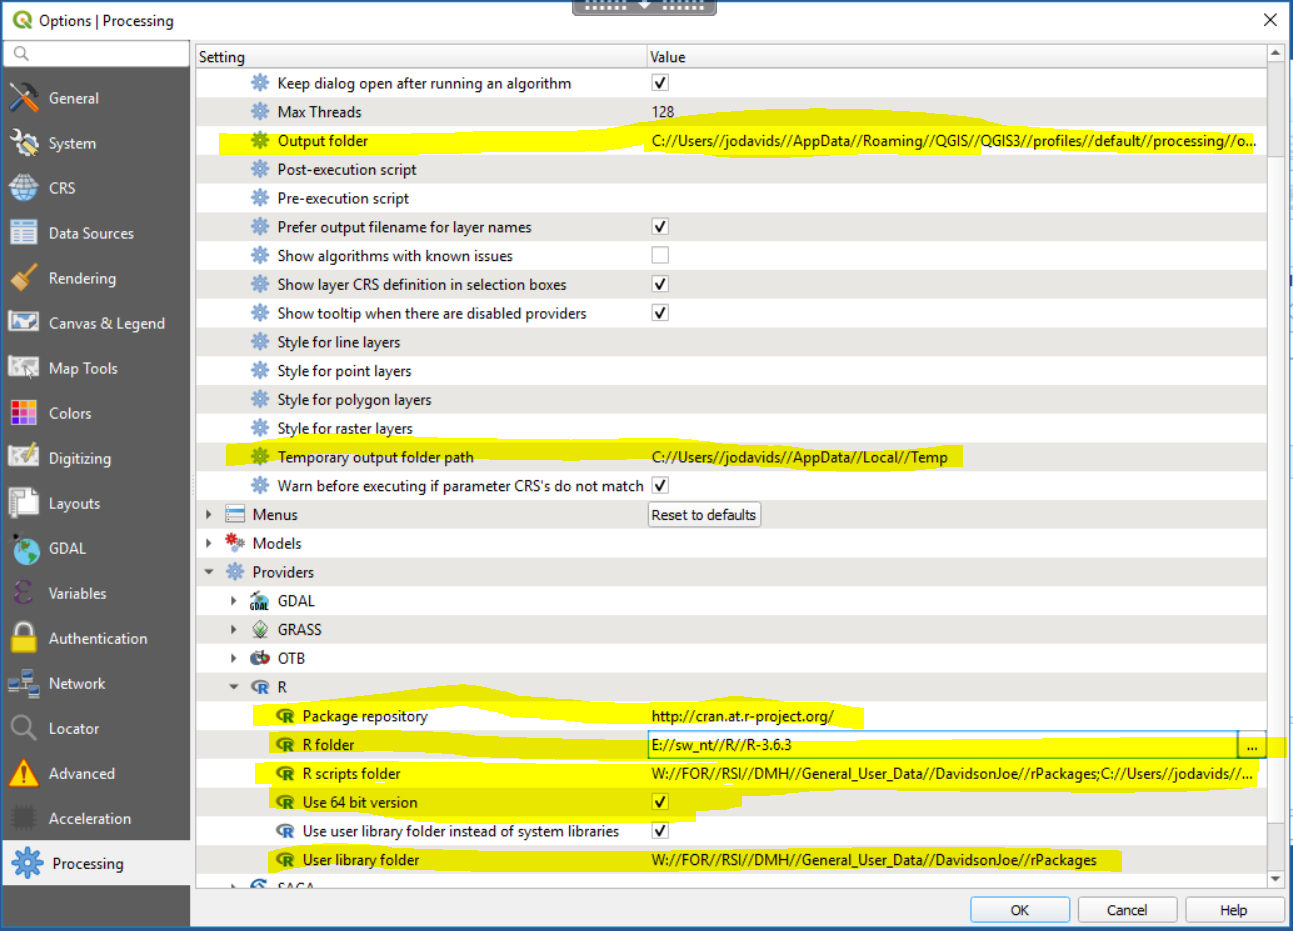 Options | Processing
Setting Value
General
System
CRS
Data Sources
Rendering
Canvas & Legend
Map Tools
Colors
Digitizing
Layouts
GDAL
Variables
Authentication
Network
Locator
Advanced
Acceleration
Processing
Keep dialog open after running an algorithm
Max Threads 128
Output folder C://Users//jodavids//AppData//Roaming//QGIS//QGIS3//profiles//default//processing//o...
Post-execution script
Pre-execution script
Prefer output filename for layer names
Show algorithms with known issues
Show layer CRS definition in selection boxes
Show tooltip when there are disabled providers
Style for line layers
Style for point layers
Style for polygon layers
Style for raster layers
Temporary output folder path C://Users//jodavids//AppData//Local//Temp
Warn before executing if parameter CRS's do not match
Menus Reset to defaults
Models
Providers
GDAL GDAL
GRASS
OTB
R R
R Package repository http://cran.at.r-project.org/
R R folder E://sw_nt//R//R-3.6.3 ...
R R scripts folder W://FOR//RSI//DMH//General_User_Data//DavidsonJoe//rPackages;C://Users//jodavids//...
R Use 64 bit version
R Use user library folder instead of system libraries
R User library folder W://FOR//RSI//DMH//General_User_Data//DavidsonJoe//rPackages
SAGA
OK Cancel Help